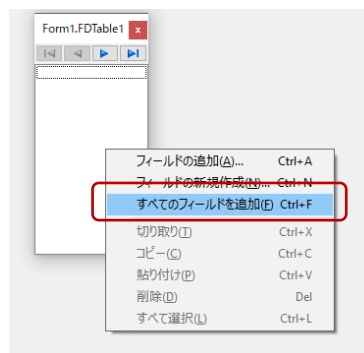 Form1.FDTable1
フィールドの追加(A)... Ctrl+A
フィールドの新規作成(N)... Ctrl+N
すべてのフィールドを追加(F) Ctrl+F
切り取り(T) Ctrl+X
コピー(C) Ctrl+C
貼り付け(P) Ctrl+V
削除(D) Del
すべて選択(L) Ctrl+L